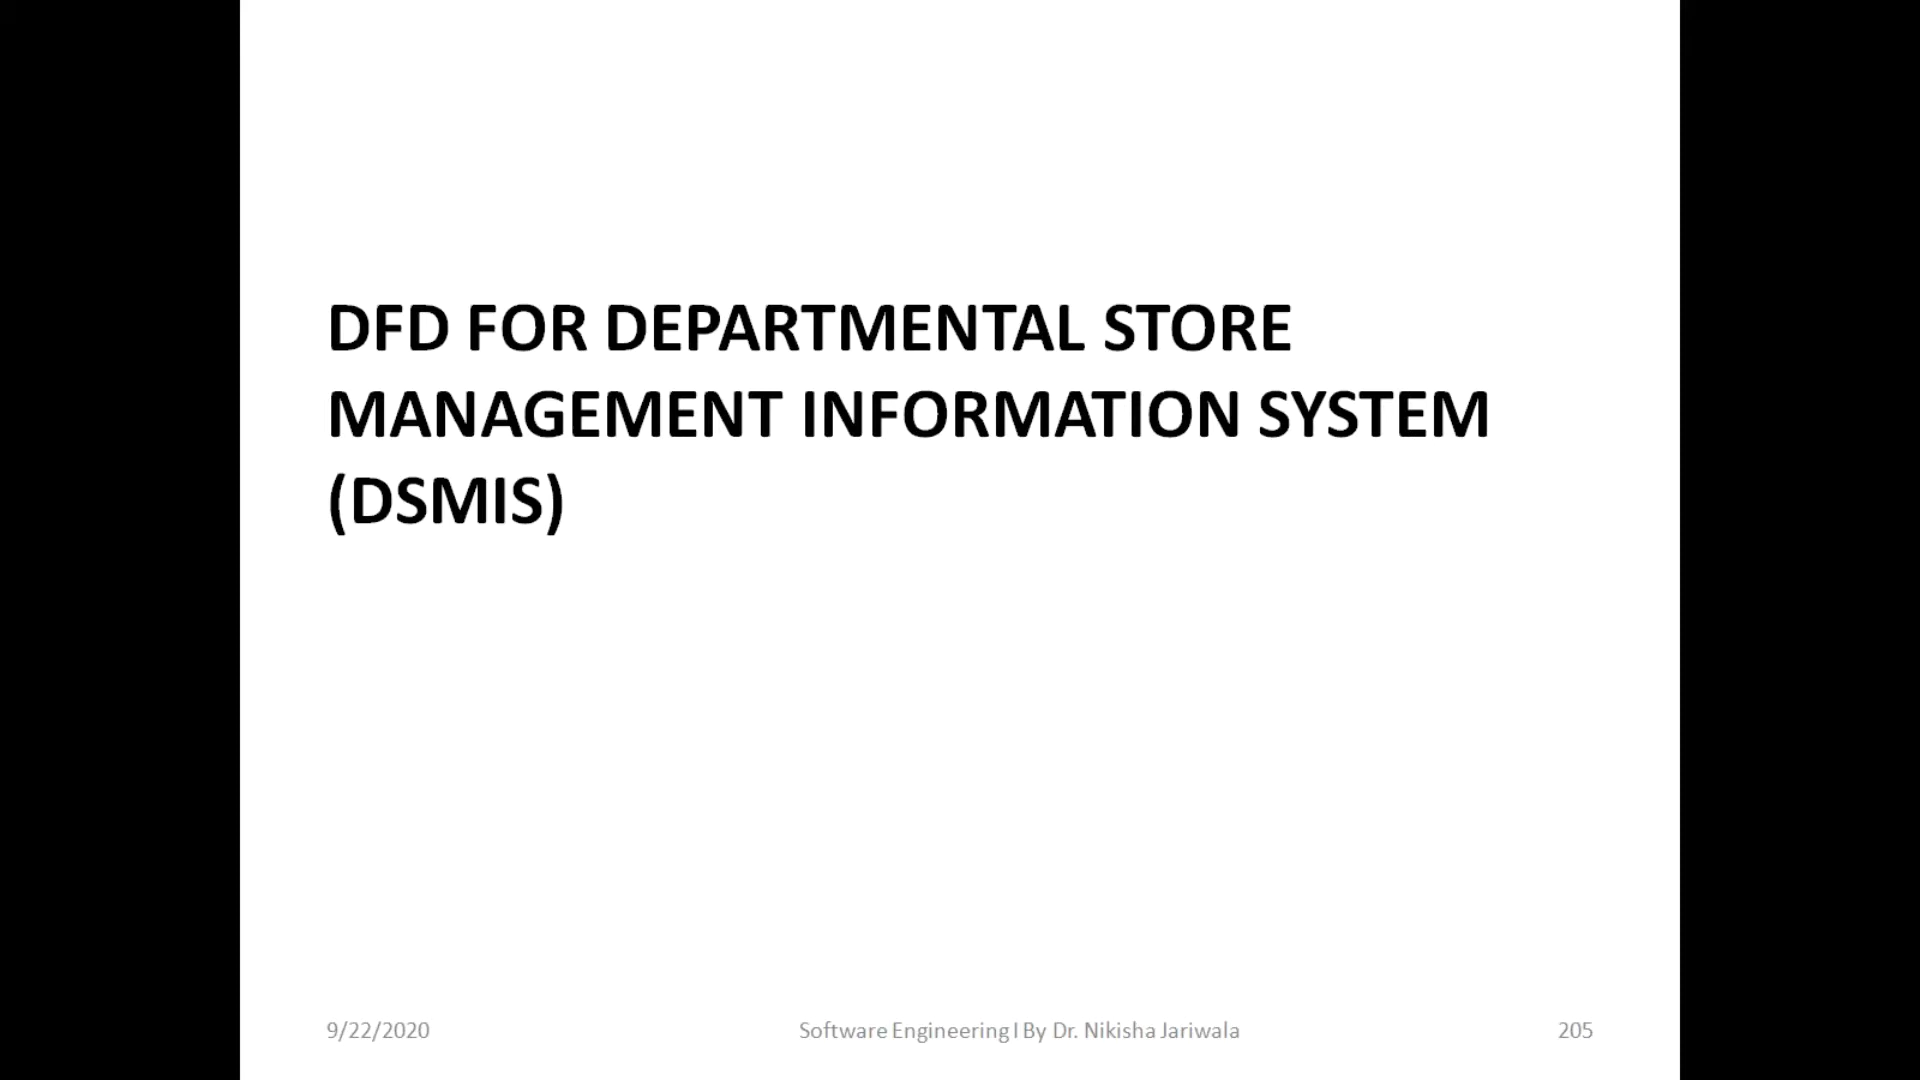 DFD FOR DEPARTMENTAL STORE
MANAGEMENT INFORMATION SYSTEM
(DSMIS)
9/22/2020
Software Engineering I By Dr. Nikisha Jariwala
205